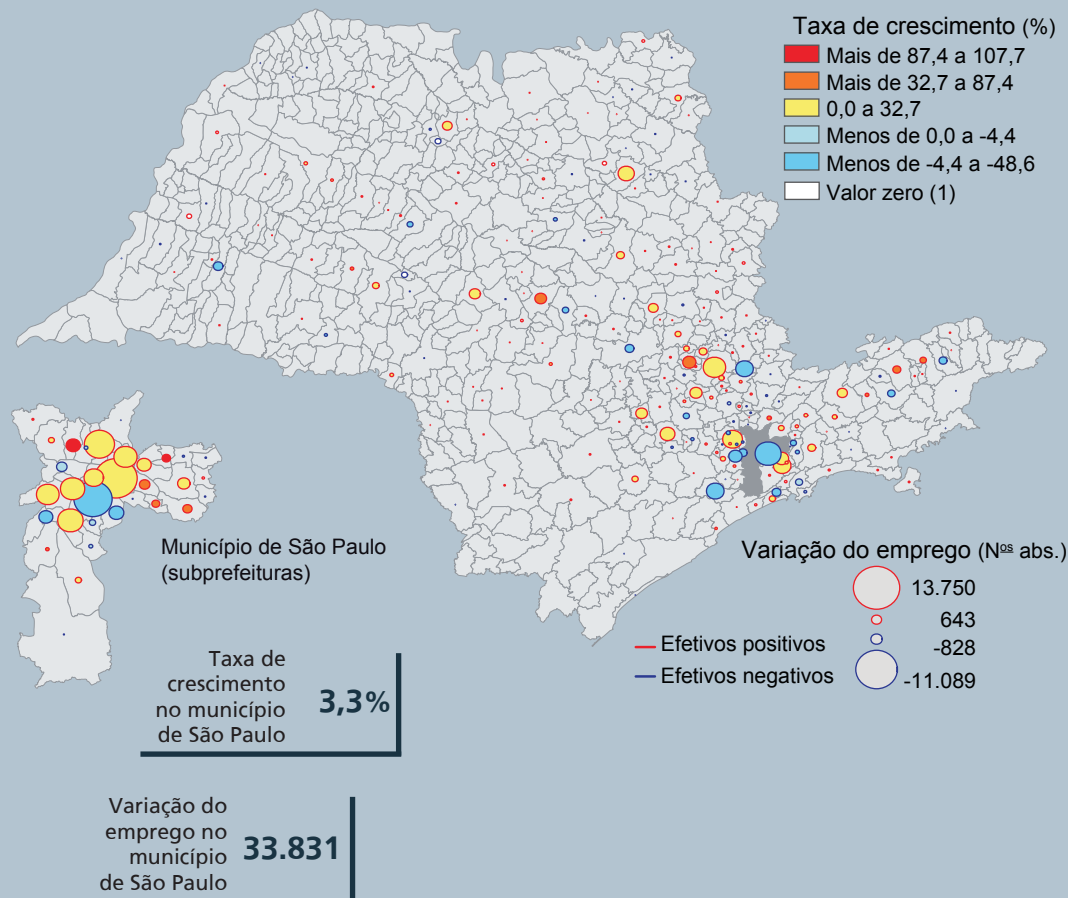 Taxa de crescimento (%)
Mais de 87,4 a 107,7
Mais de 32,7 a 87,4
0,0 a 32,7
Menos de 0,0 a -4,4
Menos de -4,4 a -48,6
Valor zero (1)
Município de São Paulo
(subprefeituras)
Variação do emprego (Nos abs.)
13.750
643
-828
-11.089
Efetivos positivos
Efetivos negativos
Taxa de
crescimento
no município
de São Paulo
3,3%
Variação do
emprego no
município
de São Paulo
33.831